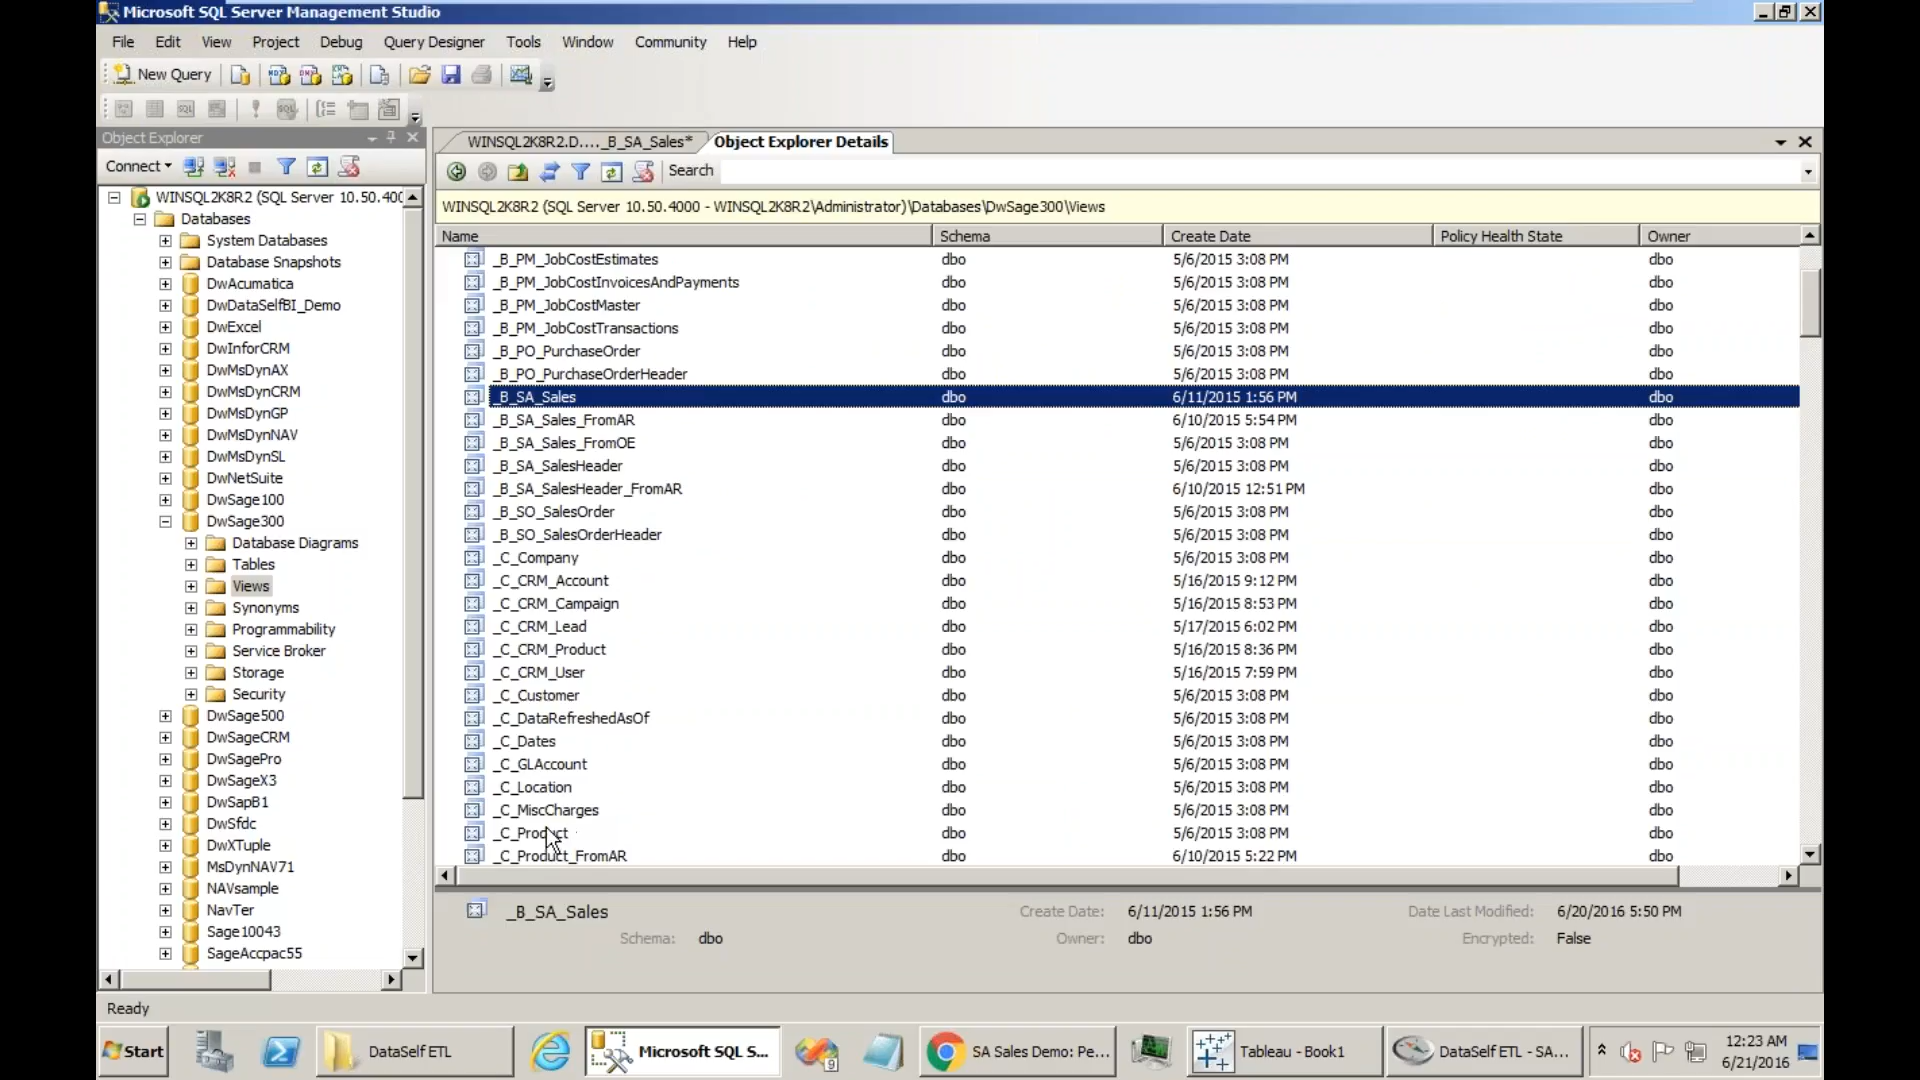 Microsoft SQL Server Management Studio
File Edit View Project Debug Query Designer Tools Window Community Help
New Query
Object Explorer
Connect
WINSQL2K8R2 (SQL Server 10.50.400
Databases
System Databases
Database Snapshots
DwAcumatica
DwDataSelfBI_Demo
DwExcel
DwInforCRM
DwMsDynAX
DwMsDynCRM
DwMsDynGP
DwMsDynNAV
DwMsDynSL
DwNetSuite
DwSage100
DwSage300
Database Diagrams
Tables
Views
Synonyms
Programmability
Service Broker
Storage
Security
DwSage500
DwSageCRM
DwSagePro
DwSageX3
DwSapB1
DwSfdc
DwXTuple
MsDynNAV71
NAVsample
NavTer
Sage10043
SageAccpac55
WINSQL2K8R2.D...._B_SA_Sales* Object Explorer Details
Search
WINSQL2K8R2 (SQL Server 10.50.4000 - WINSQL2K8R2\Administrator)\Databases\DwSage300\Views
Name Schema Create Date Policy Health State Owner
_B_PM_JobCostEstimates dbo 5/6/2015 3:08 PM dbo
_B_PM_JobCostInvoicesAndPayments dbo 5/6/2015 3:08 PM dbo
_B_PM_JobCostMaster dbo 5/6/2015 3:08 PM dbo
_B_PM_JobCostTransactions dbo 5/6/2015 3:08 PM dbo
_B_PO_PurchaseOrder dbo 5/6/2015 3:08 PM dbo
_B_PO_PurchaseOrderHeader dbo 5/6/2015 3:08 PM dbo
_B_SA_Sales dbo 6/11/2015 1:56 PM dbo
_B_SA_Sales_FromAR dbo 6/10/2015 5:54 PM dbo
_B_SA_Sales_FromOE dbo 5/6/2015 3:08 PM dbo
_B_SA_SalesHeader dbo 5/6/2015 3:08 PM dbo
_B_SA_SalesHeader_FromAR dbo 6/10/2015 12:51 PM dbo
_B_SO_SalesOrder dbo 5/6/2015 3:08 PM dbo
_B_SO_SalesOrderHeader dbo 5/6/2015 3:08 PM dbo
_C_Company dbo 5/6/2015 3:08 PM dbo
_C_CRM_Account dbo 5/16/2015 9:12 PM dbo
_C_CRM_Campaign dbo 5/16/2015 8:53 PM dbo
_C_CRM_Lead dbo 5/17/2015 6:02 PM dbo
_C_CRM_Product dbo 5/16/2015 8:36 PM dbo
_C_CRM_User dbo 5/16/2015 7:59 PM dbo
_C_Customer dbo 5/6/2015 3:08 PM dbo
_C_DataRefreshedAsOf dbo 5/6/2015 3:08 PM dbo
_C_Dates dbo 5/6/2015 3:08 PM dbo
_C_GLAccount dbo 5/6/2015 3:08 PM dbo
_C_Location dbo 5/6/2015 3:08 PM dbo
_C_MiscCharges dbo 5/6/2015 3:08 PM dbo
_C_Product dbo 5/6/2015 3:08 PM dbo
_C_Product_FromAR dbo 6/10/2015 5:22 PM dbo
_B_SA_Sales Create Date: 6/11/2015 1:56 PM Date Last Modified: 6/20/2016 5:50 PM
Schema: dbo Owner: dbo Encrypted: False
Ready
Start DataSelf ETL Microsoft SQL S... 9 SA Sales Demo: Pe... Tableau - Book1 DataSelf ETL - SA... 12:23 AM
6/21/2016